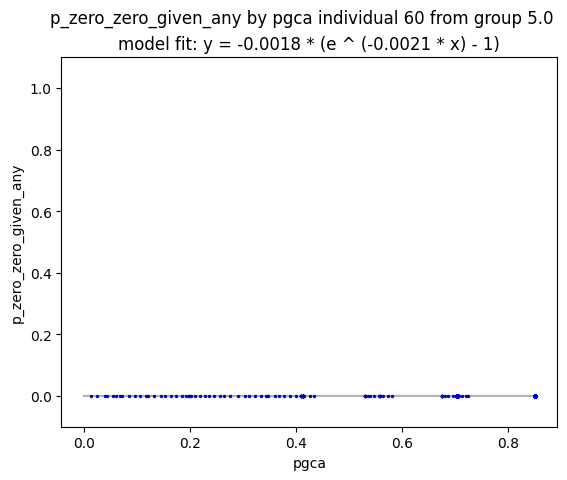 p_zero_zero_given_any by pgca individual 60 from group 5.0
model fit: y = -0.0018 * (e ^ (-0.0021 * x) - 1)
1.0
0.8
0.6
0.4
0.2
0.0
p_zero_zero_given_any
0.0 0.2 0.4 0.6 0.8
pgca